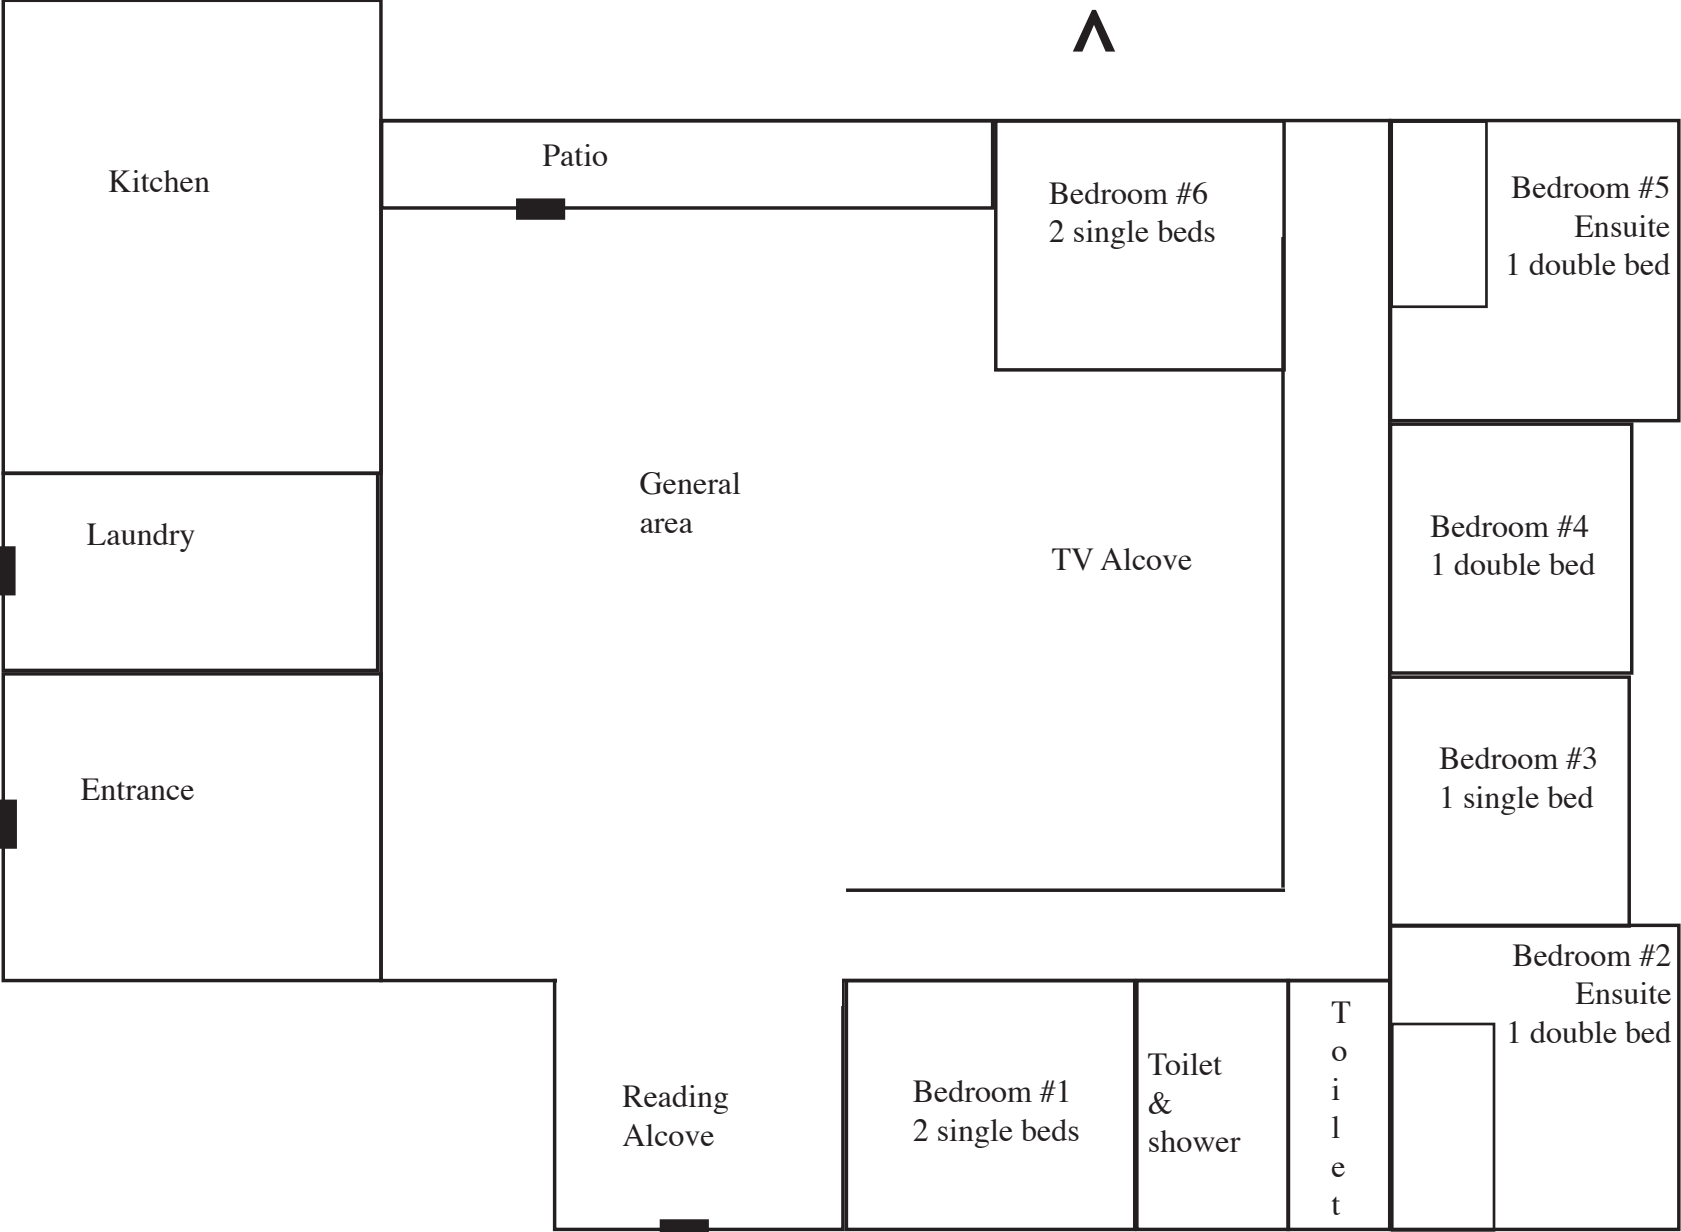 Kitchen
Patio
Bedroom #6
2 single beds
Bedroom #5
Ensuite
1 double bed
General
area
Laundry
TV Alcove
Bedroom #4
1 double bed
Entrance
Bedroom #3
1 single bed
Bedroom #2
Ensuite
1 double bed
Reading
Alcove
Bedroom #1
2 single beds
Toilet
&
shower
T
o
i
l
e
t